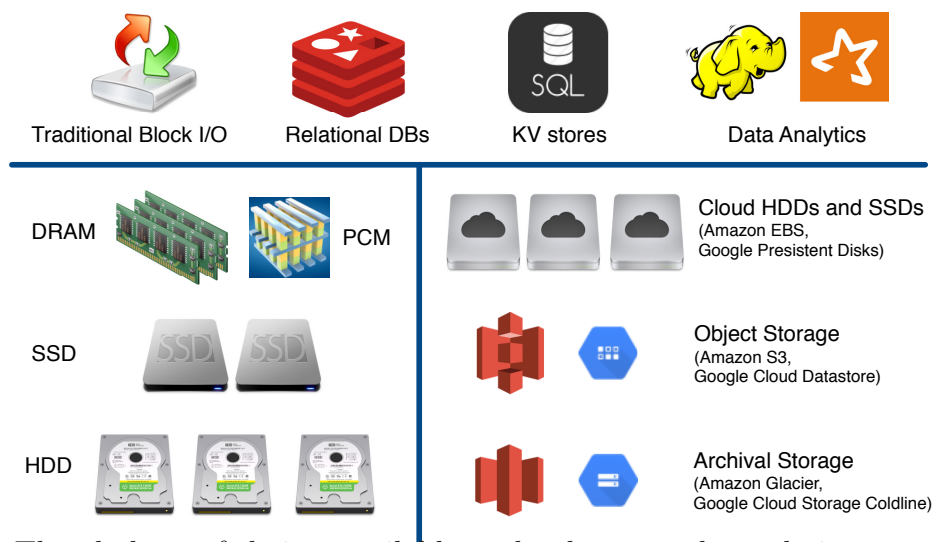 Traditional Block I/O
Relational DBs
SQL
KV stores
Data Analytics
DRAM
PCM
SSD
SSD SSD
HDD
Cloud HDDs and SSDs
(Amazon EBS,
Google Presistent Disks)
Object Storage
(Amazon S3,
Google Cloud Datastore)
Archival Storage
(Amazon Glacier,
Google Cloud Storage Coldline)